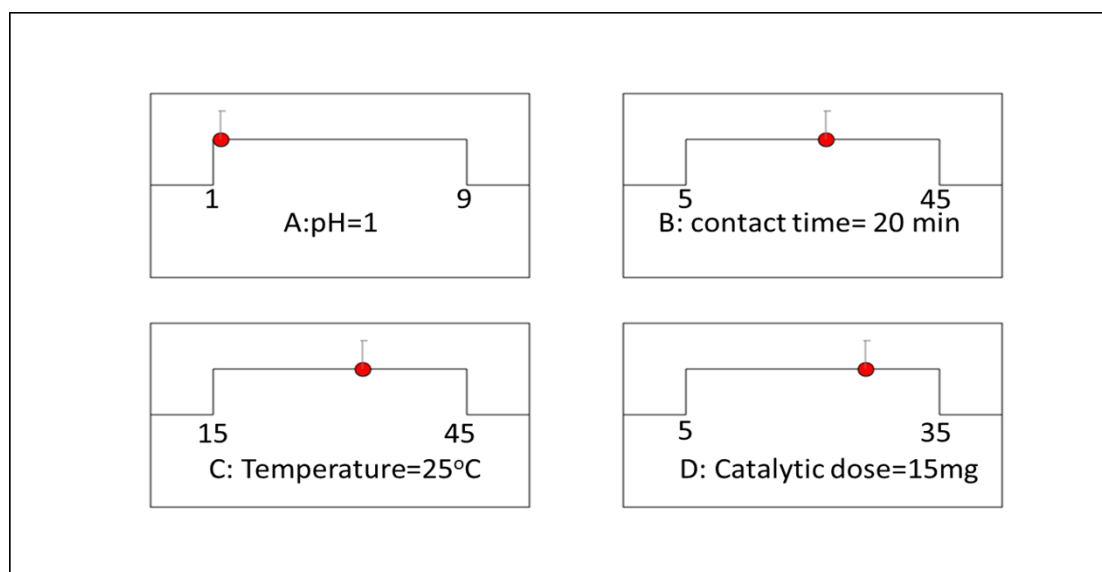 1 9
A:pH=1
5 45
B: contact time= 20 min
15 45
C: Temperature=25°C
5 35
D: Catalytic dose=15mg